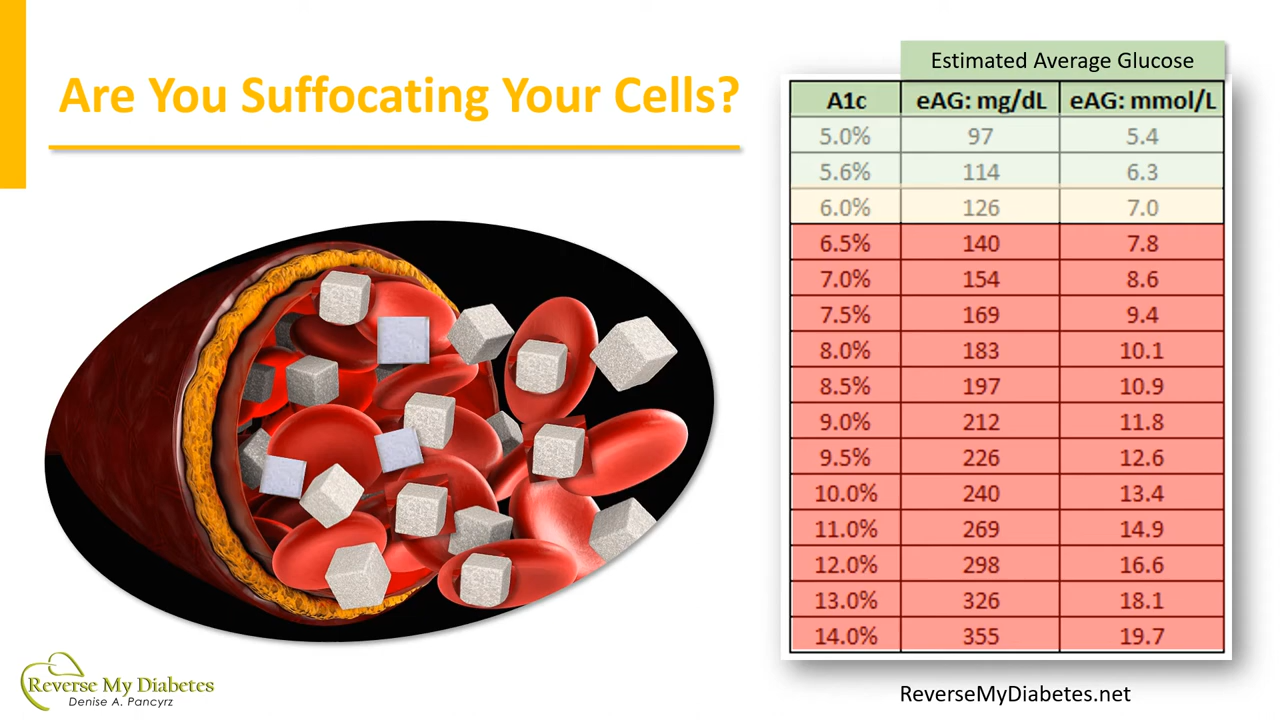 Are You Suffocating Your Cells?
Estimated Average Glucose
A1c eAG: mg/dL eAG: mmol/L
5.0% 97 5.4
5.6% 114 6.3
6.0% 126 7.0
6.5% 140 7.8
7.0% 154 8.6
7.5% 169 9.4
8.0% 183 10.1
8.5% 197 10.9
9.0% 212 11.8
9.5% 226 12.6
10.0% 240 13.4
11.0% 269 14.9
12.0% 298 16.6
13.0% 326 18.1
14.0% 355 19.7
Reverse My Diabetes
Denise A. Pancyrz
ReverseMyDiabetes.net